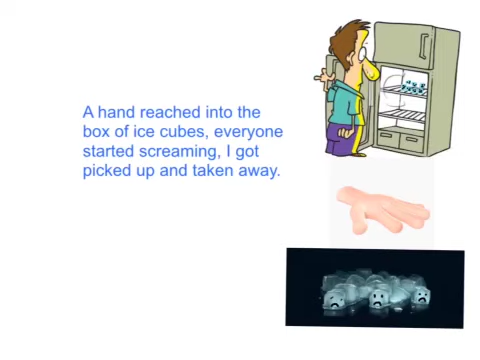 A hand reached into the
box of ice cubes, everyone
started screaming, I got
picked up and taken away.